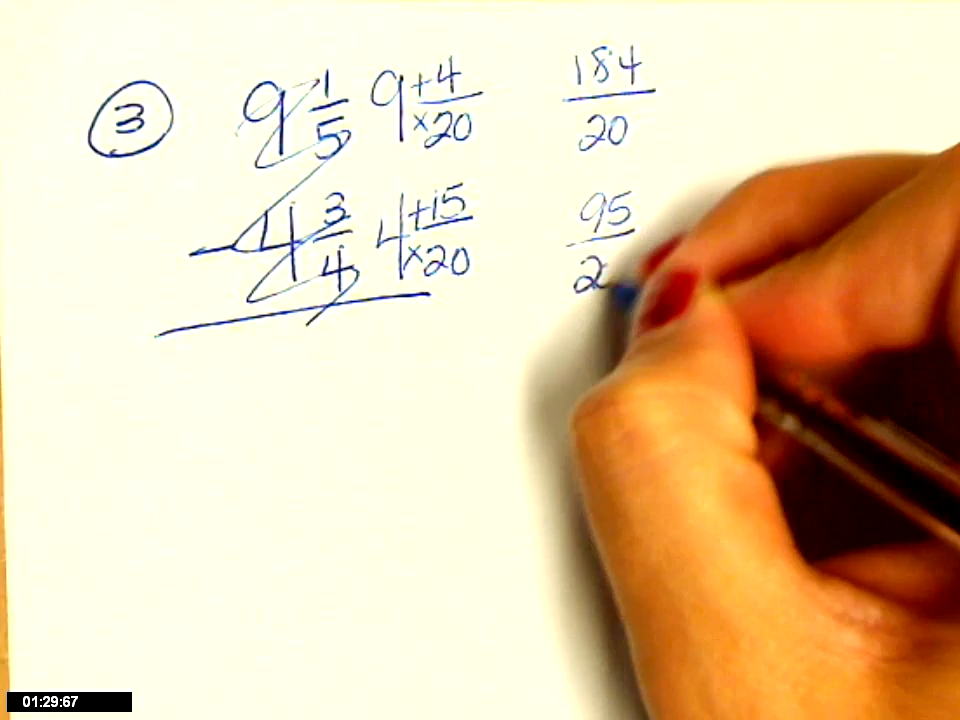 3 9 1/5 9 +4/×20 184/20
- 4 3/4 4 +15/×20 95/2
01:29:67